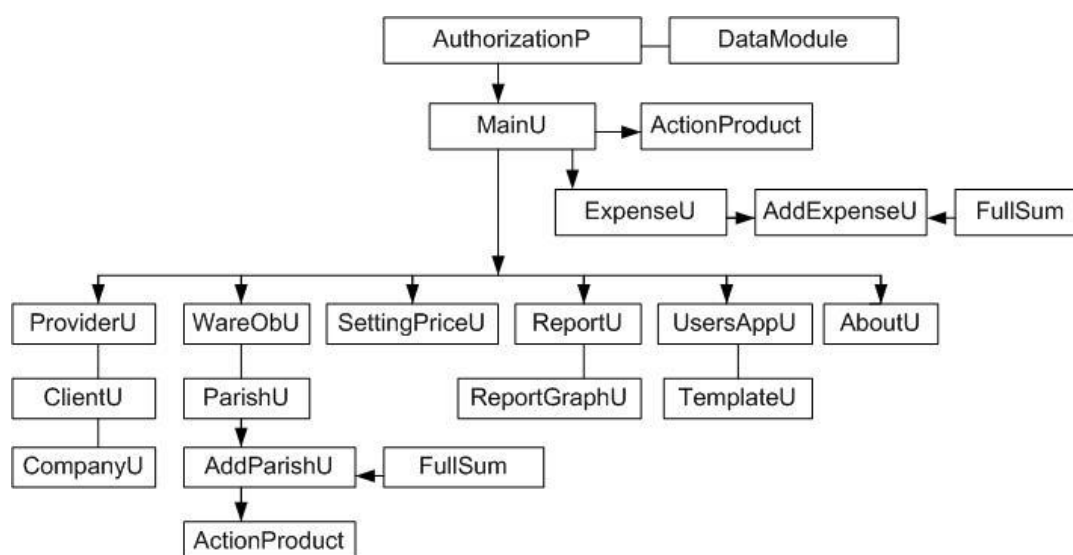 AuthorizationP
DataModule
MainU
ActionProduct
ExpenseU
AddExpenseU
FullSum
ProviderU
WareObU
SettingPriceU
ReportU
UsersAppU
AboutU
ClientU
ParishU
ReportGraphU
TemplateU
CompanyU
AddParishU
FullSum
ActionProduct